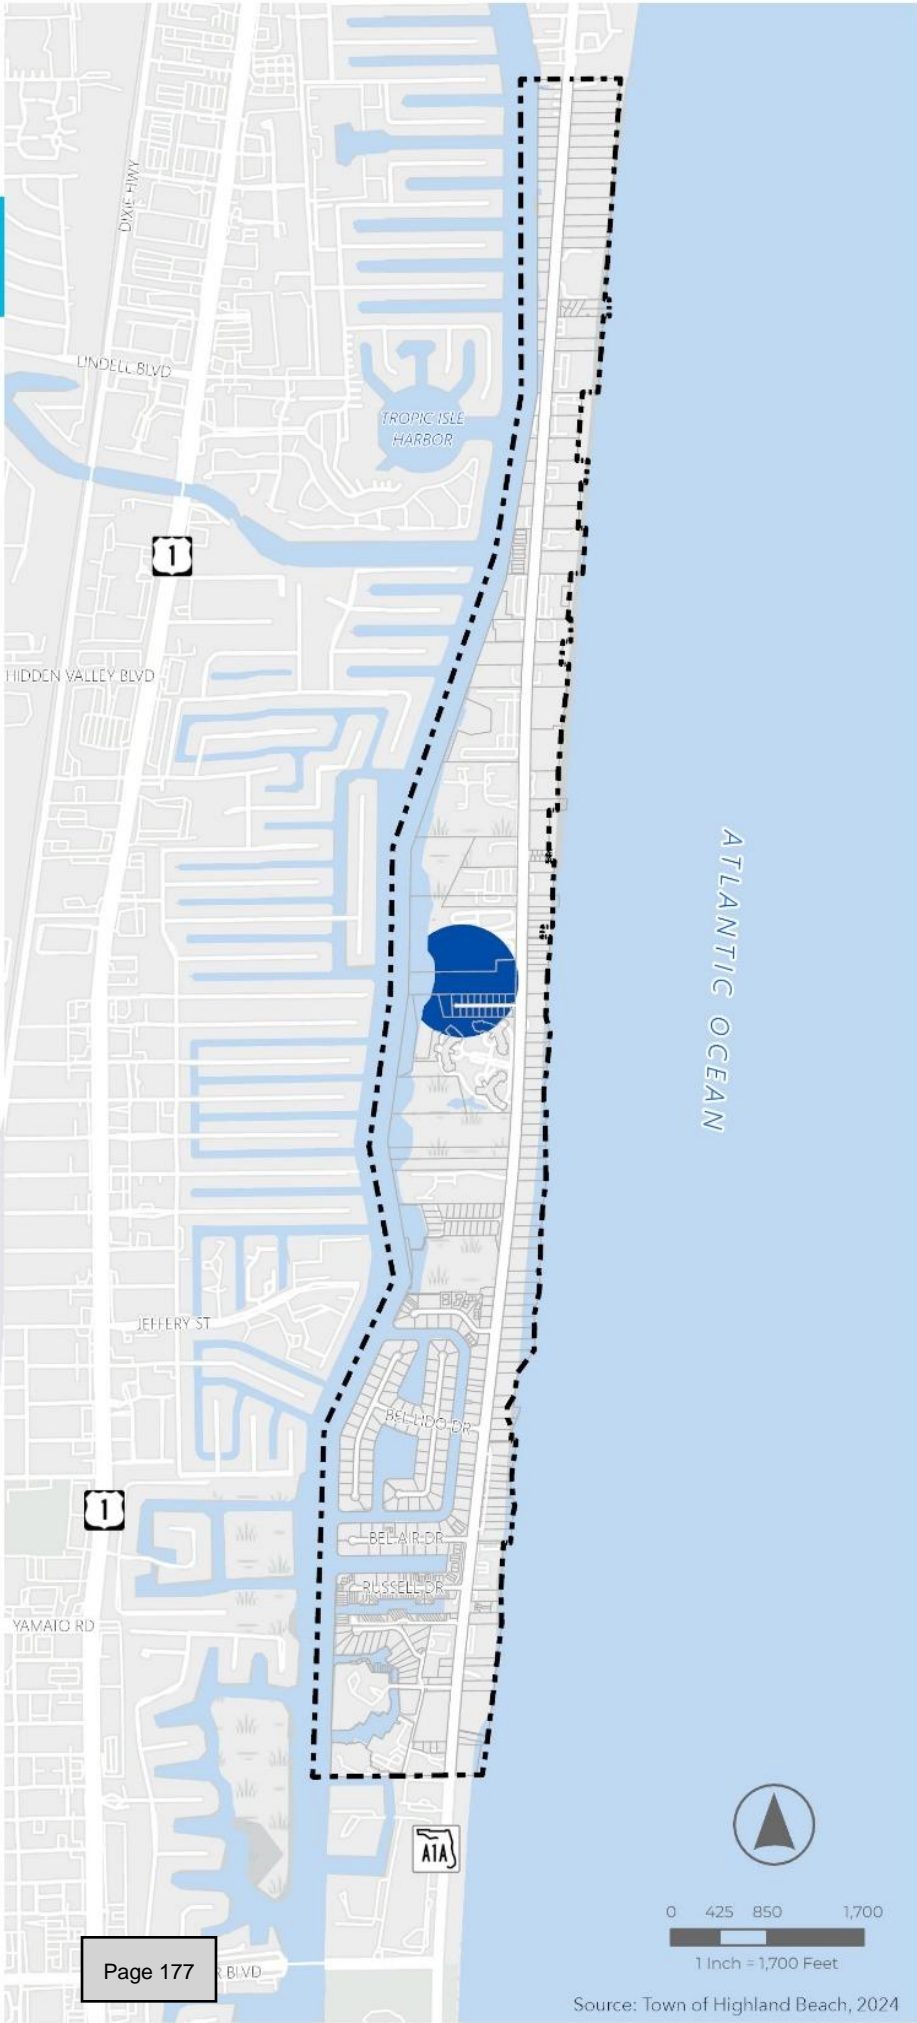 DIXIE HWY
LINDELL BLVD
TROPIC ISLE
HARBOR
1
HIDDEN VALLEY BLVD
ATLANTIC OCEAN
JEFFERY ST
BEL LIDO DR
1
BEL AIR DR
RUSSELL DR
YAMATO RD
A1A
0 425 850 1,700
1 Inch = 1,700 Feet
Page 177
R BLVD
Source: Town of Highland Beach, 2024